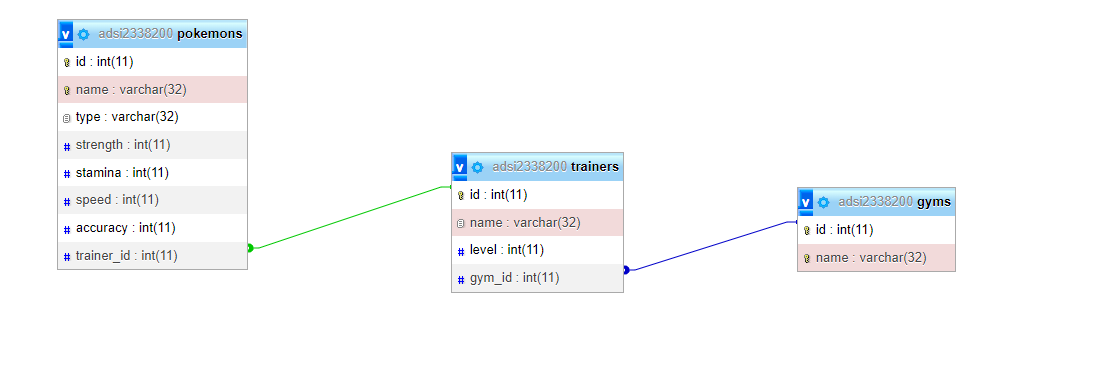 v adsi2338200 pokemons
id : int(11)
name : varchar(32)
type : varchar(32)
# strength : int(11)
# stamina : int(11)
# speed : int(11)
# accuracy : int(11)
# trainer_id : int(11)
v adsi2338200 trainers
id : int(11)
name : varchar(32)
# level : int(11)
# gym_id : int(11)
v adsi2338200 gyms
id : int(11)
name : varchar(32)